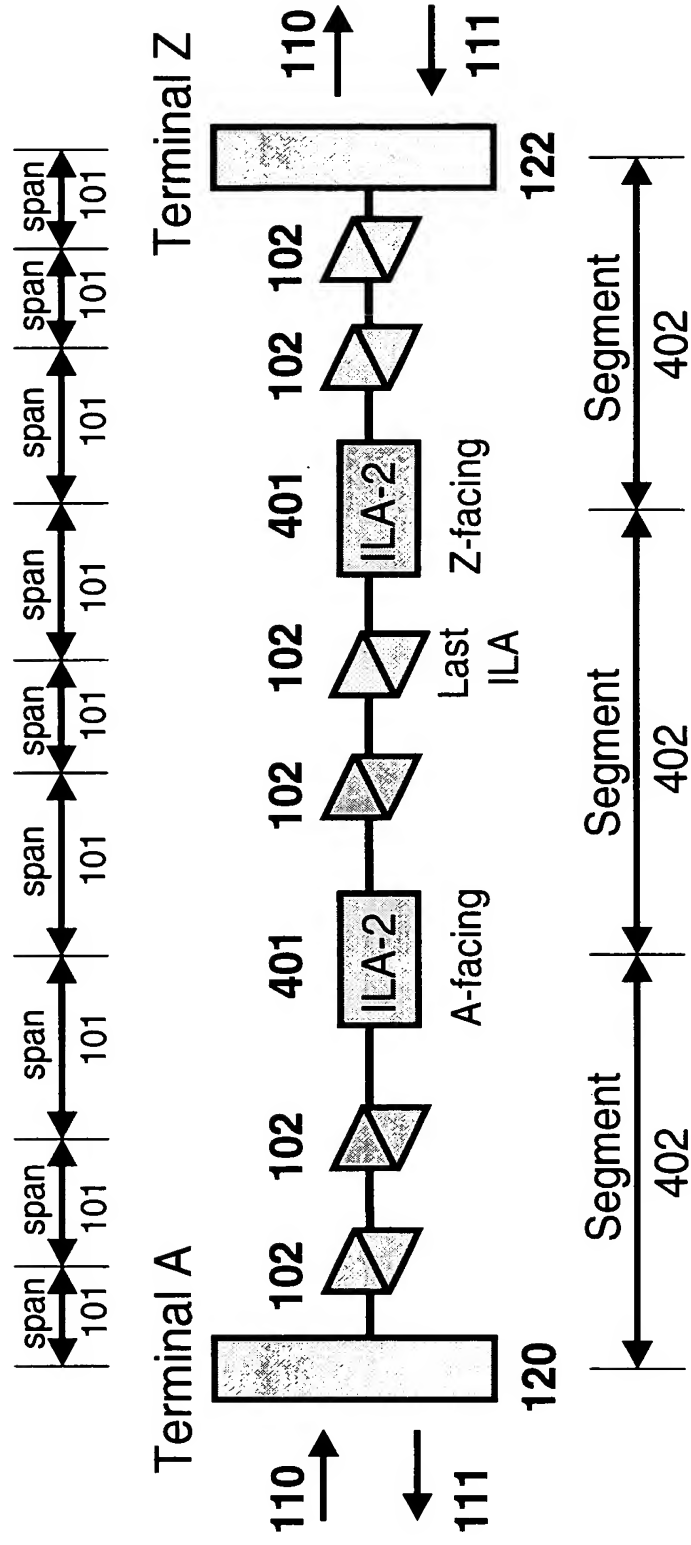 span span span span span span span span span
101 101 101 101 101 101 101 101 101
Terminal A Terminal Z
110 102 102 401 102 102 401 102 102 110
ILA-2 ILA-2
111 A-facing Last Z-facing 111
ILA
120 122
Segment Segment Segment
402 402 402